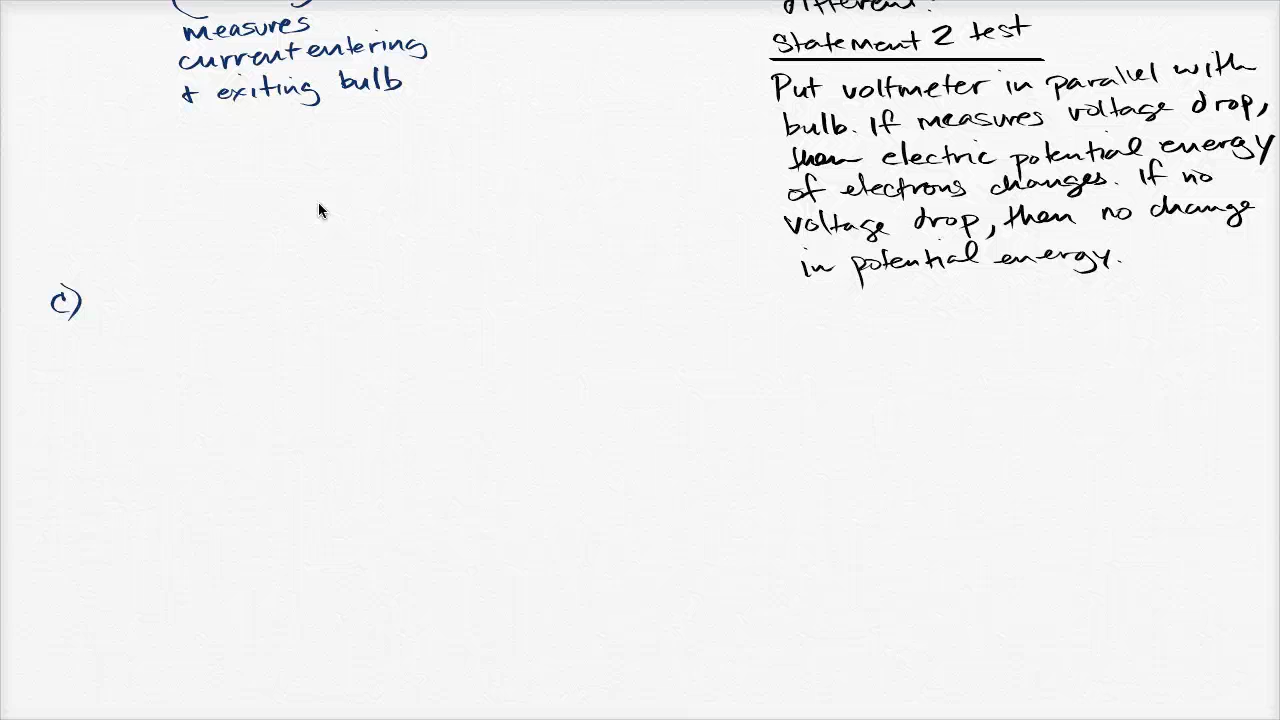 measures
current entering
+ exiting bulb
different.
Statement 2 test
Put voltmeter in parallel with
bulb. If measures voltage drop,
then electric potential energy
of electrons changes. If no
voltage drop, then no change
in potential energy.
c)